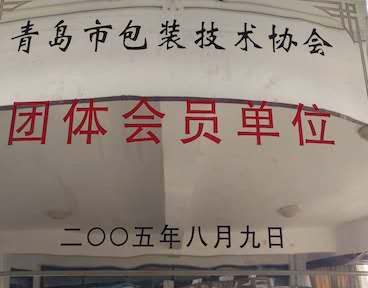 青岛市包装技术协会
团体会员单位
二〇〇五年八月九日